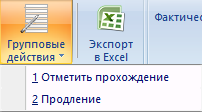 Групповые действия
Экспорт в Excel
Фактичес
1 Отметить прохождение
2 Продление